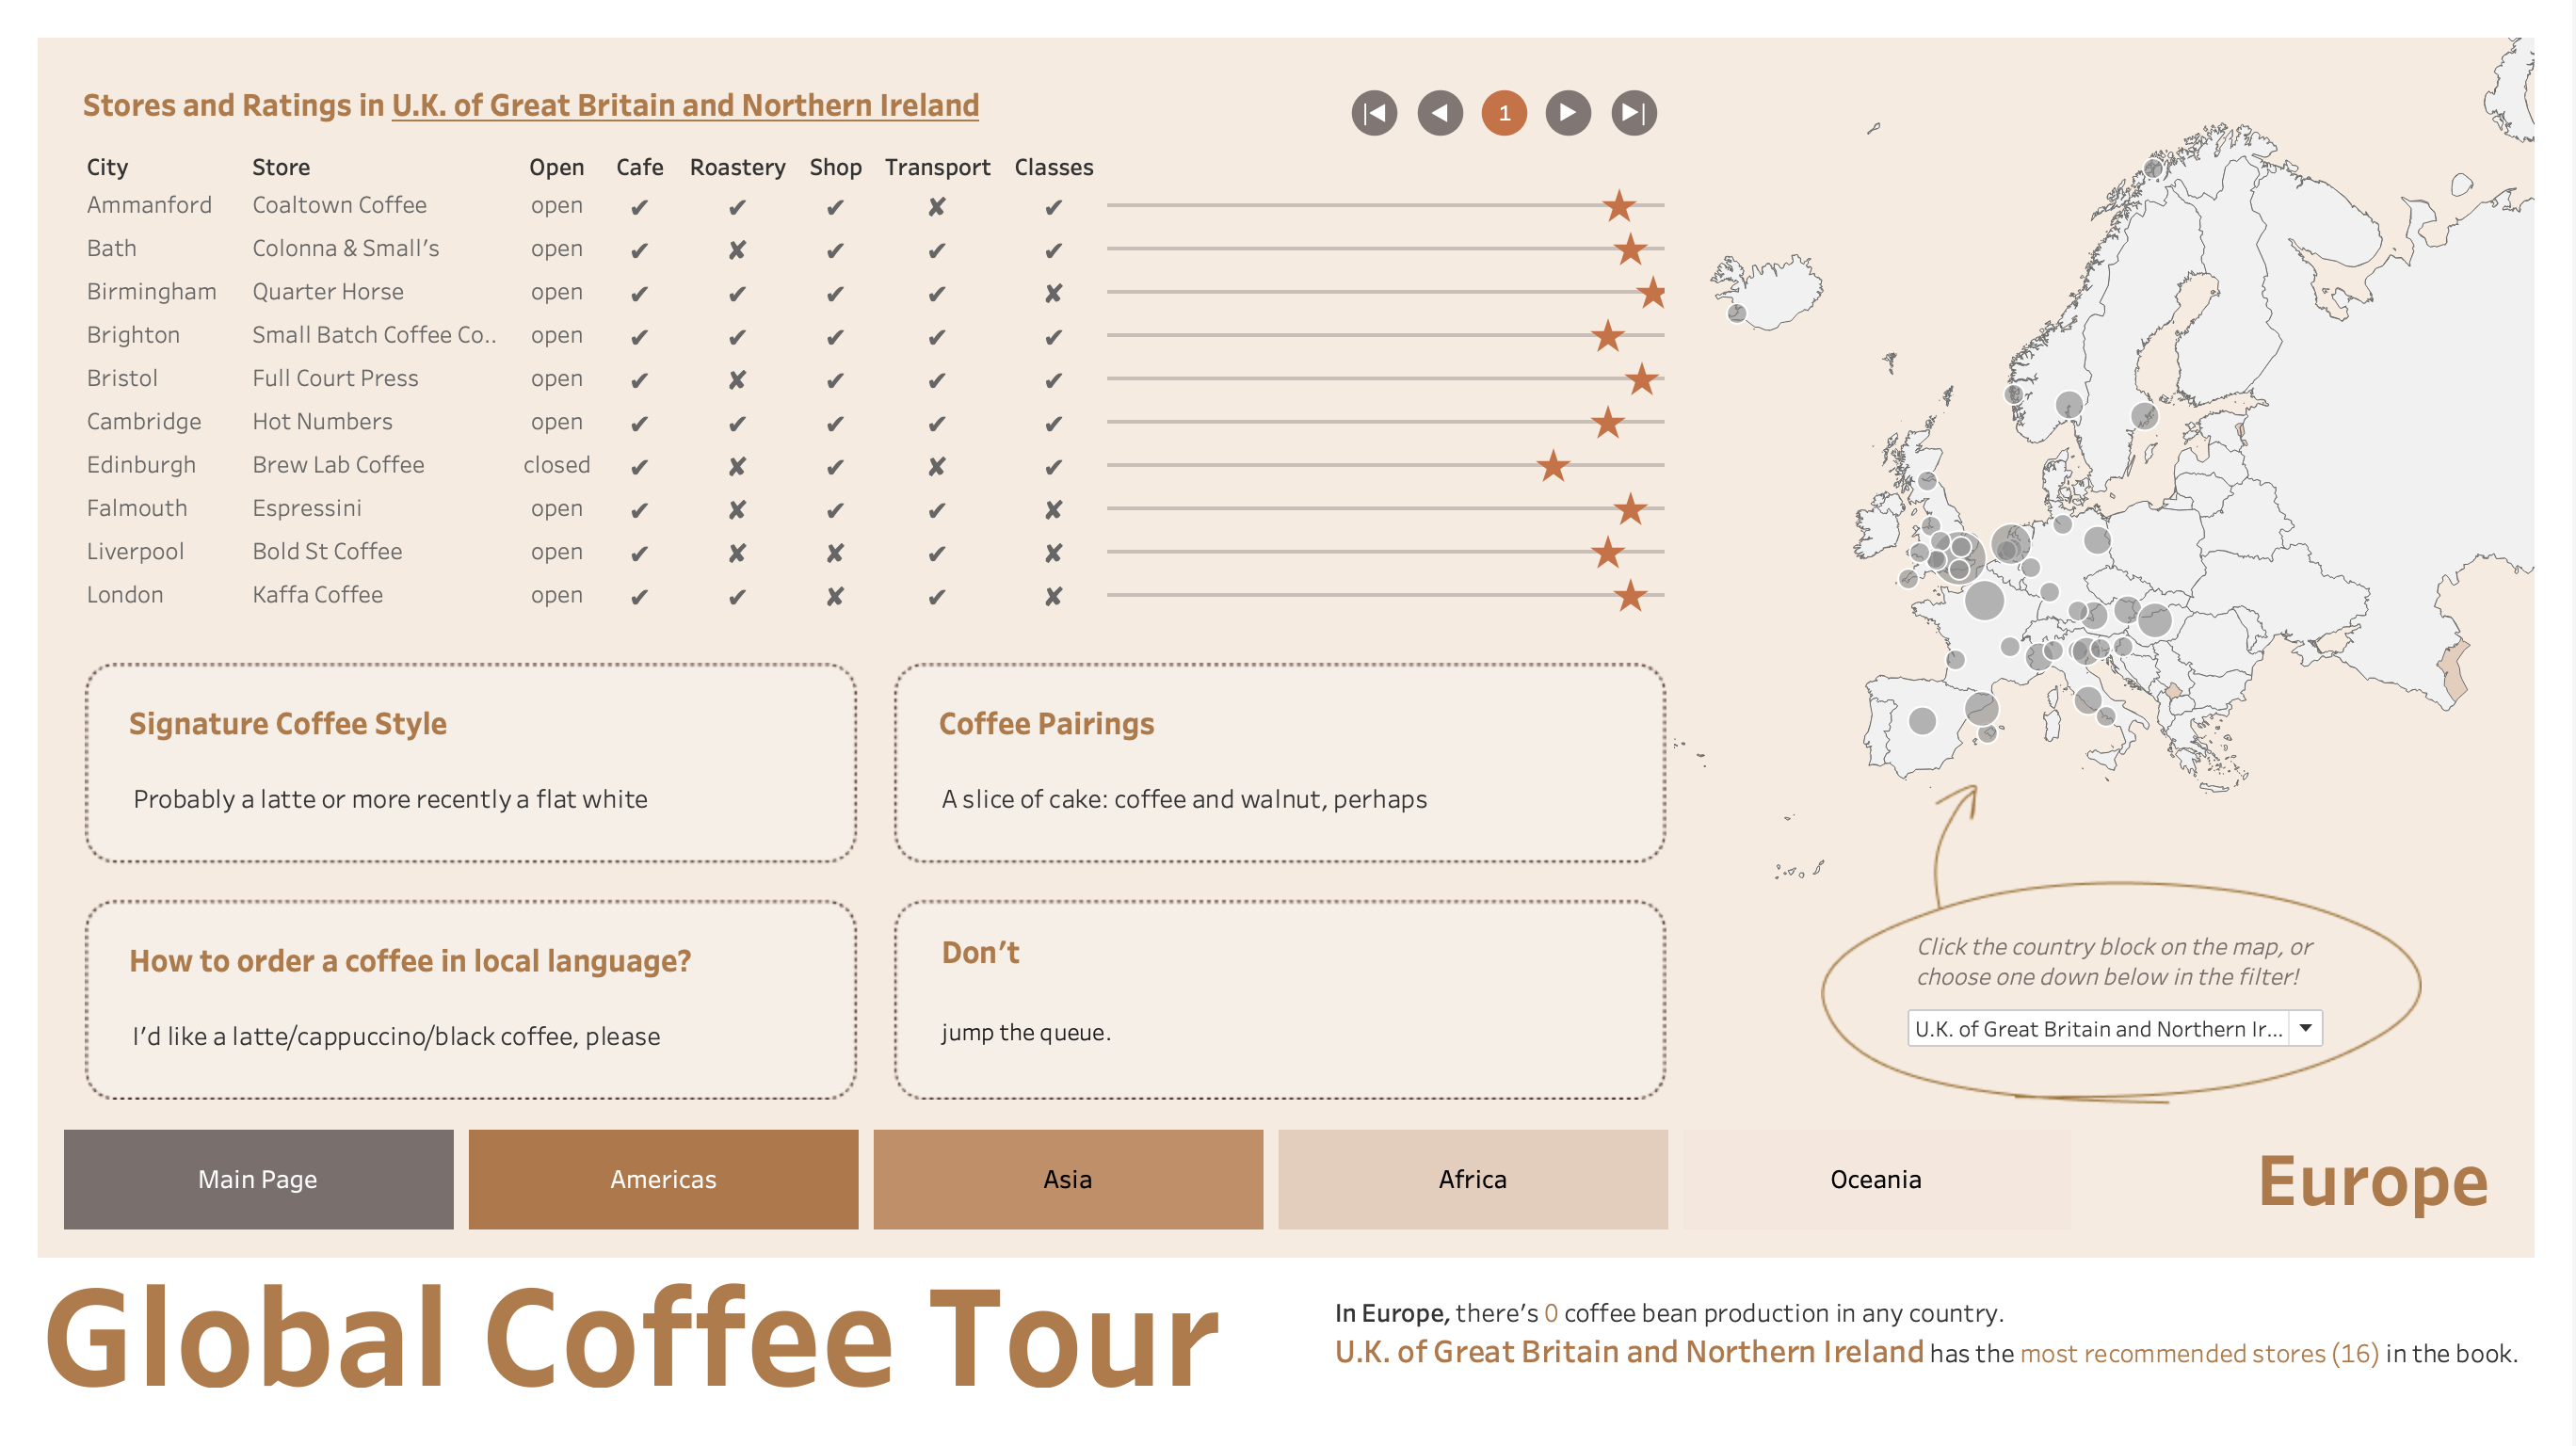 Stores and Ratings in U.K. of Great Britain and Northern Ireland
1
City Store Open Cafe Roastery Shop Transport Classes
Ammanford Coaltown Coffee open ✔ ✔ ✔ ✘ ✔
Bath Colonna & Small’s open ✔ ✘ ✔ ✔ ✔
Birmingham Quarter Horse open ✔ ✔ ✔ ✔ ✘
Brighton Small Batch Coffee Co.. open ✔ ✔ ✔ ✔ ✔
Bristol Full Court Press open ✔ ✘ ✔ ✔ ✔
Cambridge Hot Numbers open ✔ ✔ ✔ ✔ ✔
Edinburgh Brew Lab Coffee closed ✔ ✘ ✔ ✘ ✔
Falmouth Espressini open ✔ ✘ ✔ ✔ ✘
Liverpool Bold St Coffee open ✔ ✘ ✘ ✔ ✘
London Kaffa Coffee open ✔ ✔ ✘ ✔ ✘
Signature Coffee Style
Probably a latte or more recently a flat white
Coffee Pairings
A slice of cake: coffee and walnut, perhaps
How to order a coffee in local language?
I’d like a latte/cappuccino/black coffee, please
Don’t
jump the queue.
Click the country block on the map, or
choose one down below in the filter!
U.K. of Great Britain and Northern Ir...
Main Page
Americas
Asia
Africa
Oceania
Europe
Global Coffee Tour
In Europe, there’s 0 coffee bean production in any country.
U.K. of Great Britain and Northern Ireland has the most recommended stores (16) in the book.